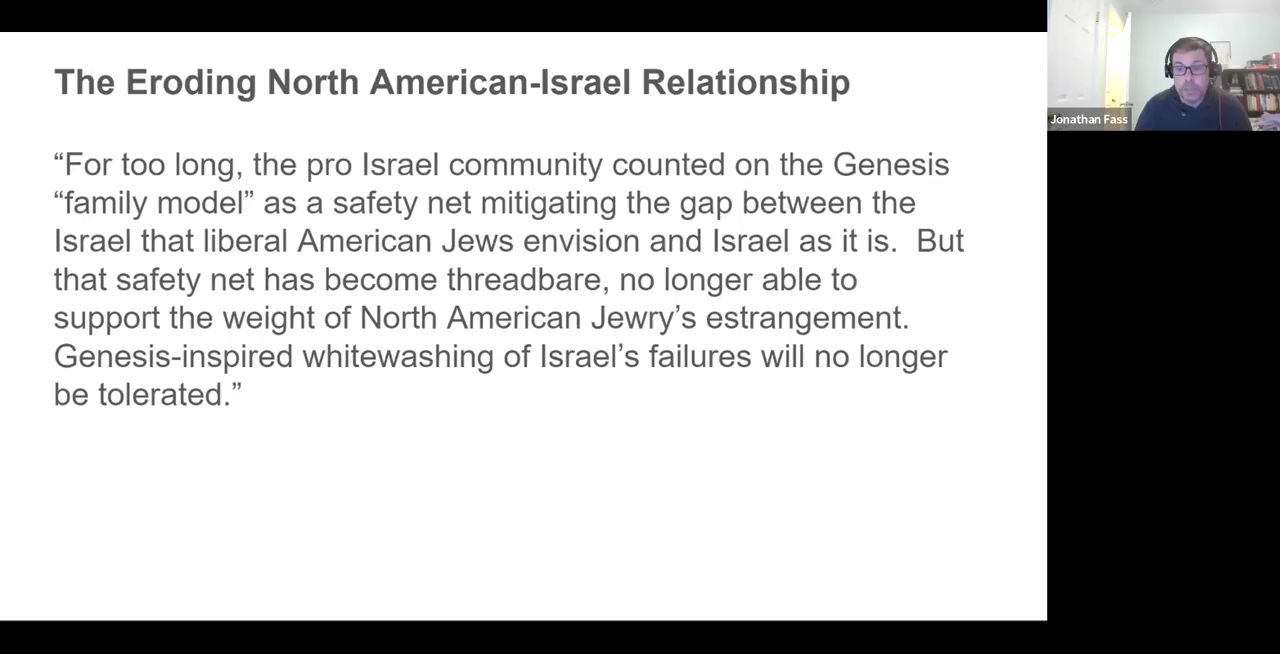 The Eroding North American-Israel Relationship
“For too long, the pro Israel community counted on the Genesis
“family model” as a safety net mitigating the gap between the
Israel that liberal American Jews envision and Israel as it is.  But
that safety net has become threadbare, no longer able to
support the weight of North American Jewry’s estrangement.
Genesis-inspired whitewashing of Israel’s failures will no longer
be tolerated.”
Jonathan Fass